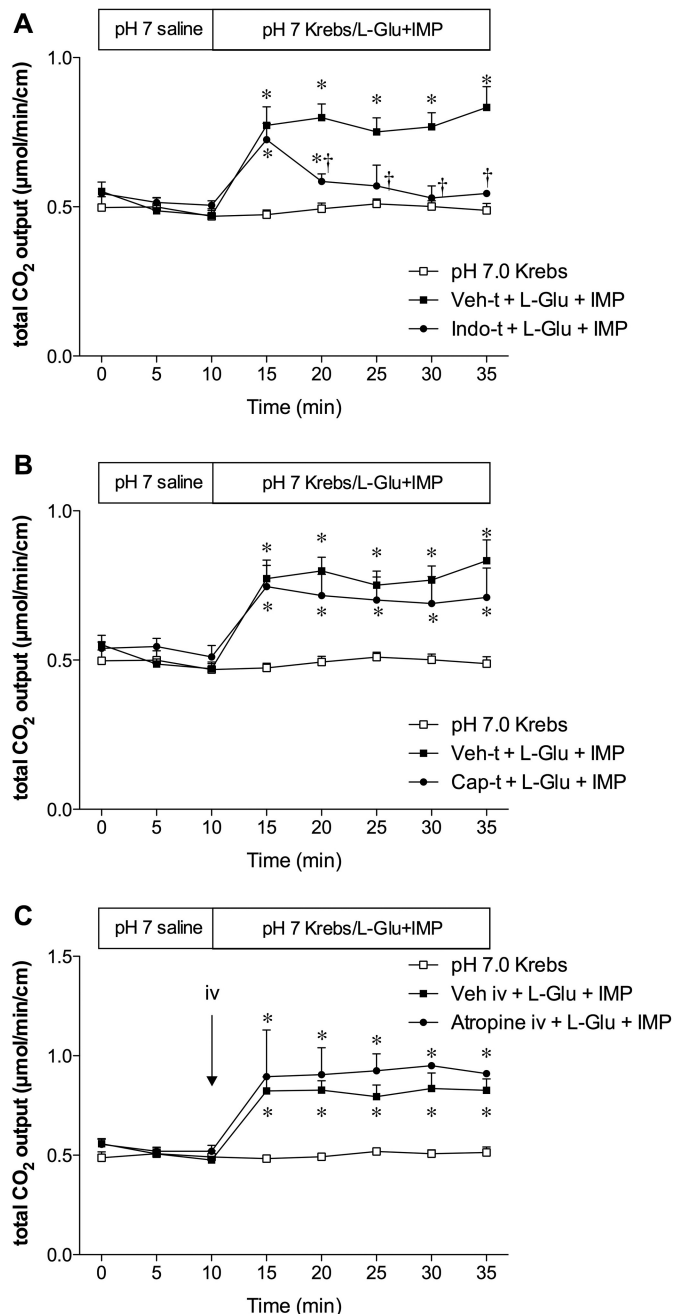 A
pH 7 saline
pH 7 Krebs/L-Glu+IMP
total CO2 output (µmol/min/cm)
1.0
0.5
0.0
* * * * *
* *† † † †
pH 7.0 Krebs
Veh-t + L-Glu + IMP
Indo-t + L-Glu + IMP
0 5 10 15 20 25 30 35
Time (min)
B
pH 7 saline
pH 7 Krebs/L-Glu+IMP
total CO2 output (µmol/min/cm)
1.0
0.5
0.0
* * * * *
* * * * *
pH 7.0 Krebs
Veh-t + L-Glu + IMP
Cap-t + L-Glu + IMP
0 5 10 15 20 25 30 35
Time (min)
C
pH 7 saline
pH 7 Krebs/L-Glu+IMP
total CO2 output (µmol/min/cm)
1.5
1.0
0.5
0.0
iv
pH 7.0 Krebs
Veh iv + L-Glu + IMP
Atropine iv + L-Glu + IMP
* * * * *
* * * * *
0 5 10 15 20 25 30 35
Time (min)